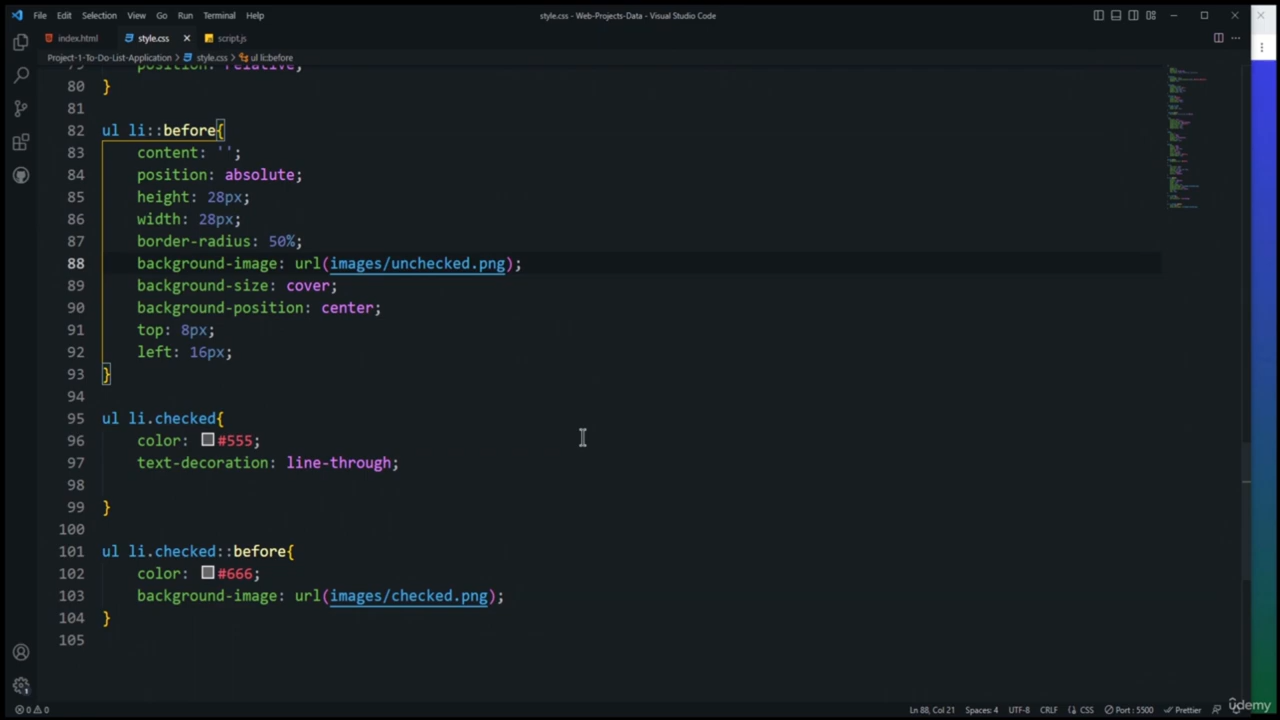 File Edit Selection View Go Run Terminal Help
style.css - Web-Projects-Data - Visual Studio Code
index.html style.css script.js
Project-1-To-Do-List-Application > style.css > ul li:before
79 position: relative;
80 }
81
82 ul li::before{
83 content: '';
84 position: absolute;
85 height: 28px;
86 width: 28px;
87 border-radius: 50%;
88 background-image: url(images/unchecked.png);
89 background-size: cover;
90 background-position: center;
91 top: 8px;
92 left: 16px;
93 }
94
95 ul li.checked{
96 color: #555;
97 text-decoration: line-through;
98
99 }
100
101 ul li.checked::before{
102 color: #666;
103 background-image: url(images/checked.png);
104 }
105
0 0 Ln 88, Col 21 Spaces: 4 UTF-8 CRLF CSS Port : 5500 Prettier
udemy